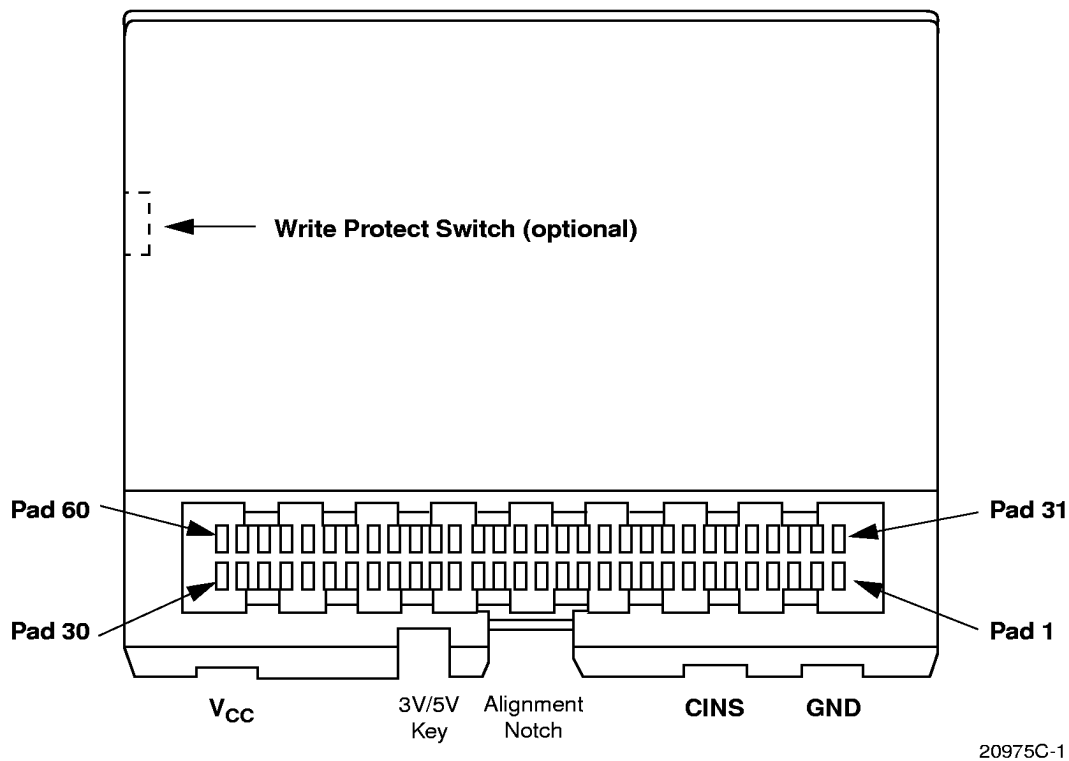 Write Protect Switch (optional)
Pad 60
Pad 31
Pad 30
Pad 1
VCC
3V/5V
Key
Alignment
Notch
CINS
GND
20975C-1